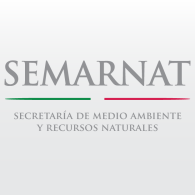 SEMARNAT
SECRETARÍA DE MEDIO AMBIENTE
Y RECURSOS NATURALES